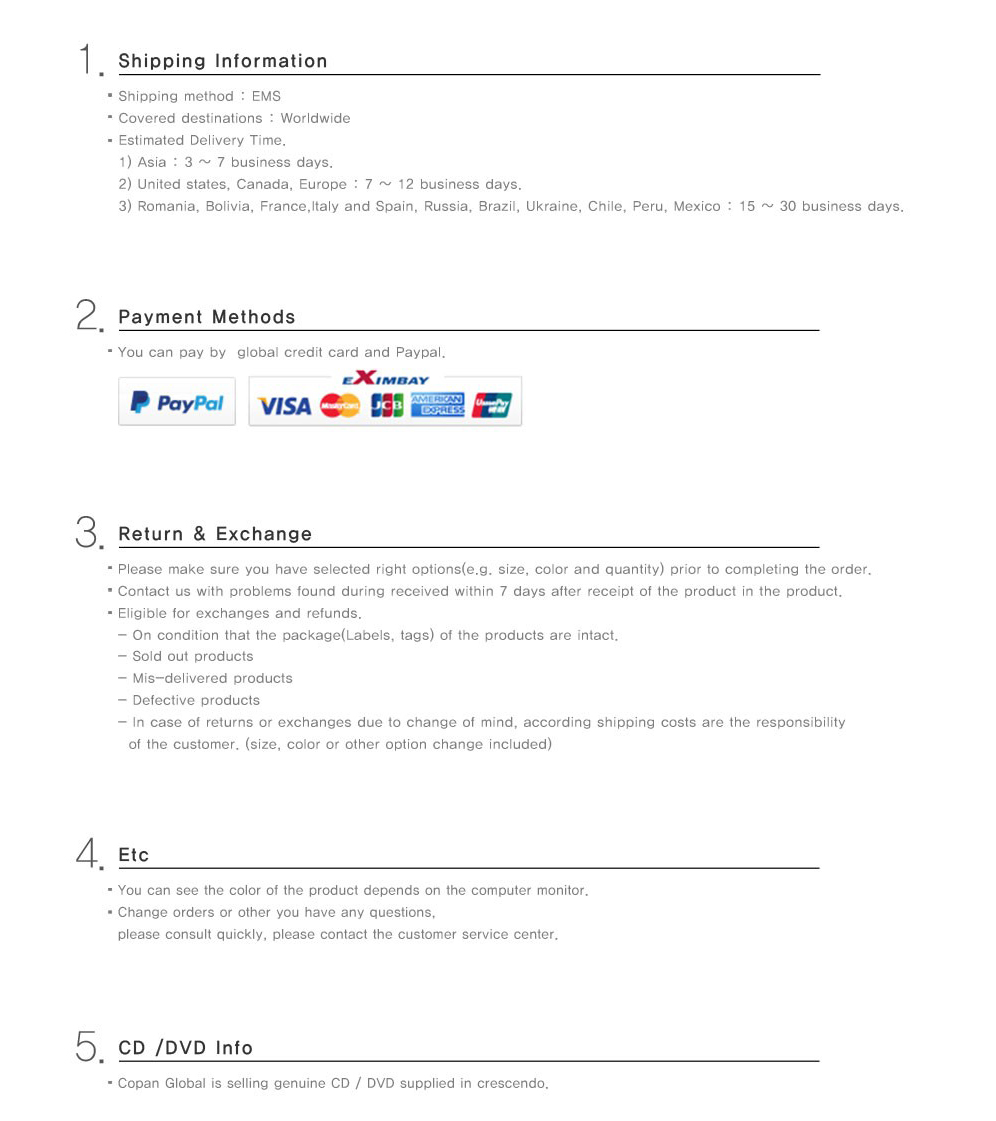 1. Shipping Information
▪ Shipping method : EMS
▪ Covered destinations : Worldwide
▪ Estimated Delivery Time.
1) Asia : 3 ~ 7 business days.
2) United states, Canada, Europe : 7 ~ 12 business days.
3) Romania, Bolivia, France,Italy and Spain, Russia, Brazil, Ukraine, Chile, Peru, Mexico : 15 ~ 30 business days.
2. Payment Methods
▪ You can pay by  global credit card and Paypal.
EXIMBAY
PayPal VISA MasterCard JCB AMERICAN EXPRESS UnionPay 银联
3. Return & Exchange
▪ Please make sure you have selected right options(e.g. size, color and quantity) prior to completing the order.
▪ Contact us with problems found during received within 7 days after receipt of the product in the product.
▪ Eligible for exchanges and refunds.
– On condition that the package(Labels, tags) of the products are intact.
– Sold out products
– Mis-delivered products
– Defective products
– In case of returns or exchanges due to change of mind, according shipping costs are the responsibility
of the customer. (size, color or other option change included)
4. Etc
▪ You can see the color of the product depends on the computer monitor.
▪ Change orders or other you have any questions,
please consult quickly, please contact the customer service center.
5. CD /DVD Info
▪ Copan Global is selling genuine CD / DVD supplied in crescendo.